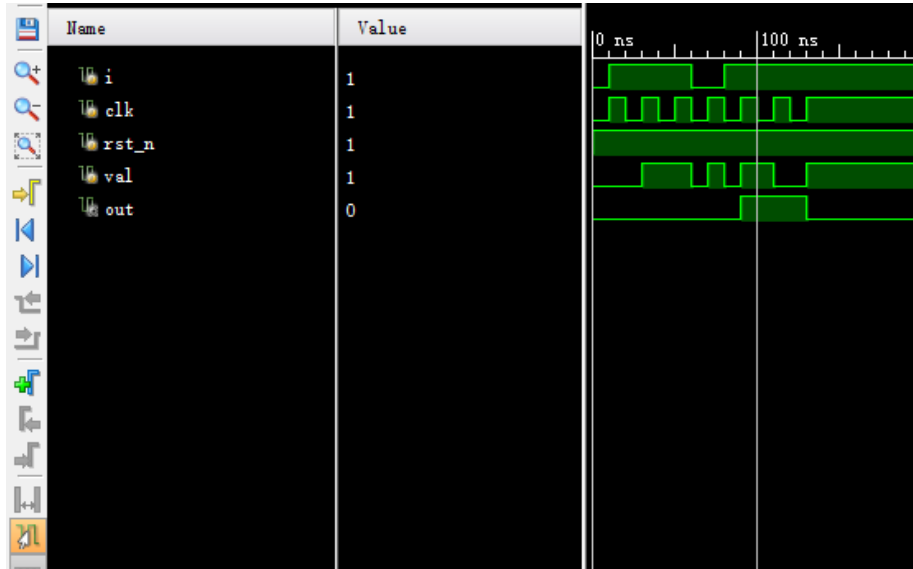 Name Value
0 ns 100 ns
i 1
clk 1
rst_n 1
val 1
out 0